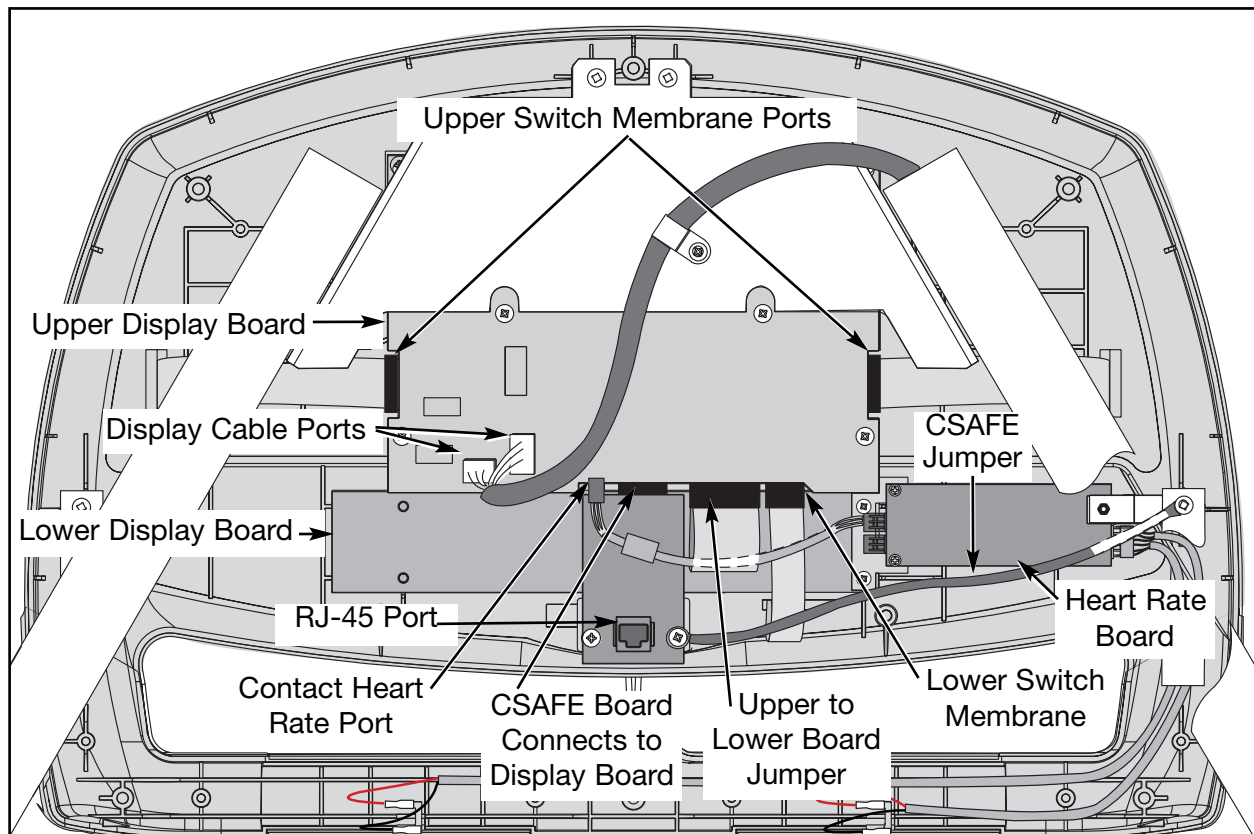 Upper Switch Membrane Ports
Upper Display Board
Display Cable Ports
CSAFE
Jumper
Lower Display Board
RJ-45 Port
Heart Rate
Board
Contact Heart
Rate Port
CSAFE Board
Connects to
Display Board
Upper to
Lower Board
Jumper
Lower Switch
Membrane